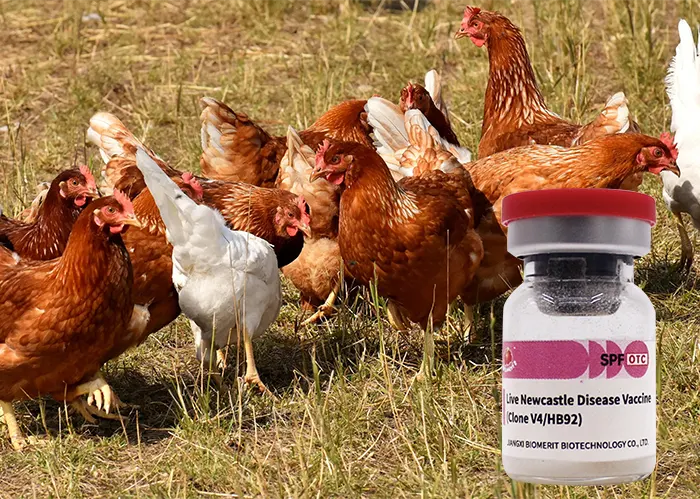 SPF OTC
Live Newcastle Disease Vaccine
(Clone V4/HB92)
JIANGXI BIOMERIT BIOTECHNOLOGY CO., LTD.